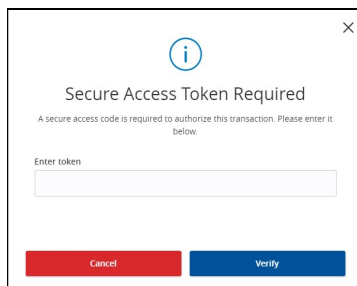 Secure Access Token Required
A secure access code is required to authorize this transaction. Please enter it
below.
Enter token
Cancel
Verify